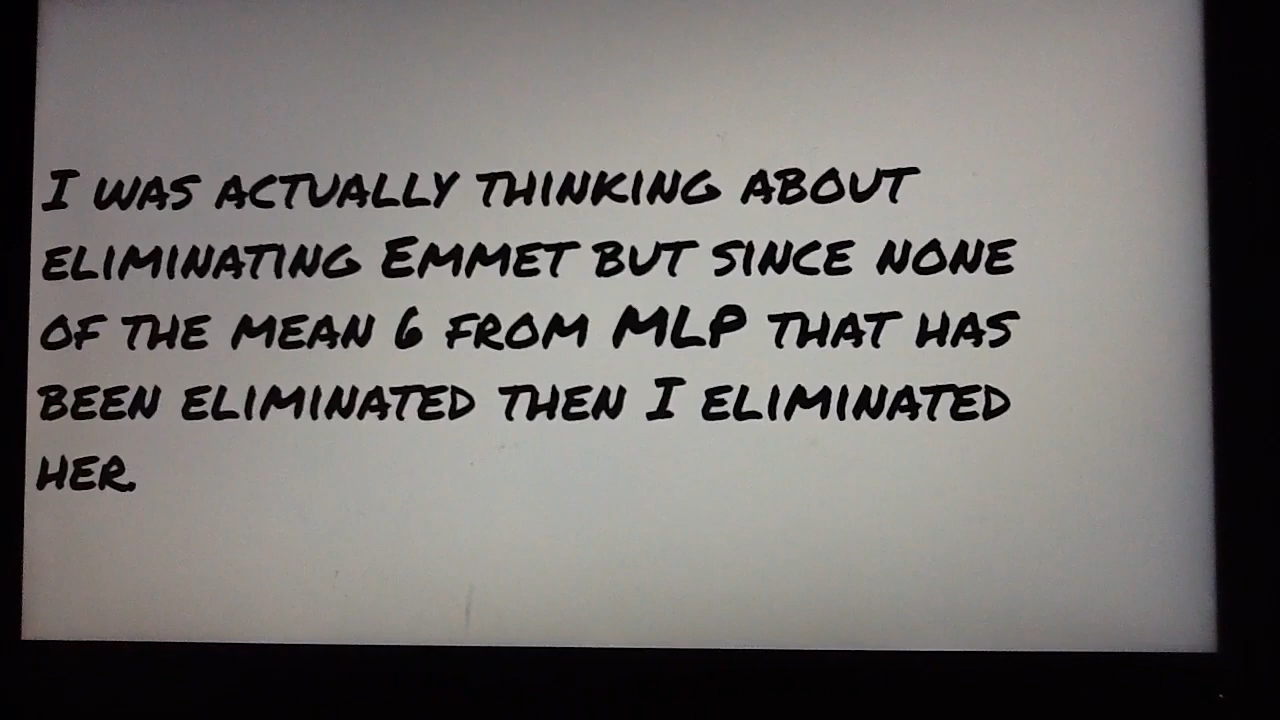 I was actually thinking about
eliminating Emmet but since none
of the mean 6 from MLP that has
been eliminated then I eliminated
her.